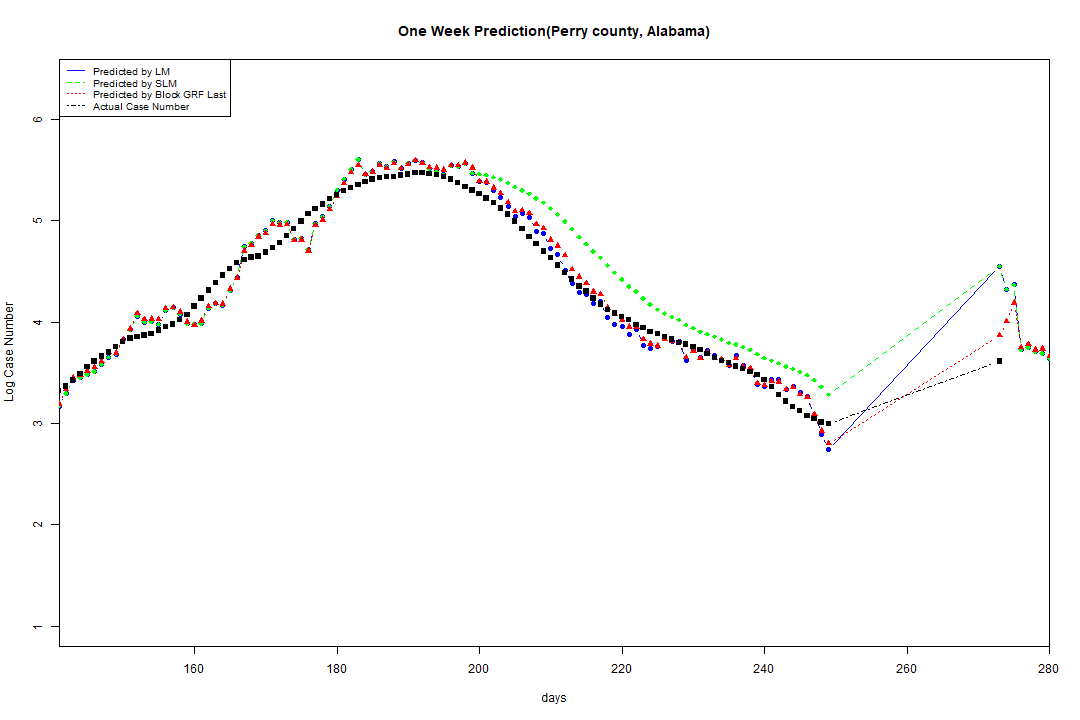 One Week Prediction(Perry county, Alabama)
Predicted by LM
Predicted by SLM
Predicted by Block GRF Last
Actual Case Number
Log Case Number
6
5
4
3
2
1
160 180 200 220 240 260 280
days